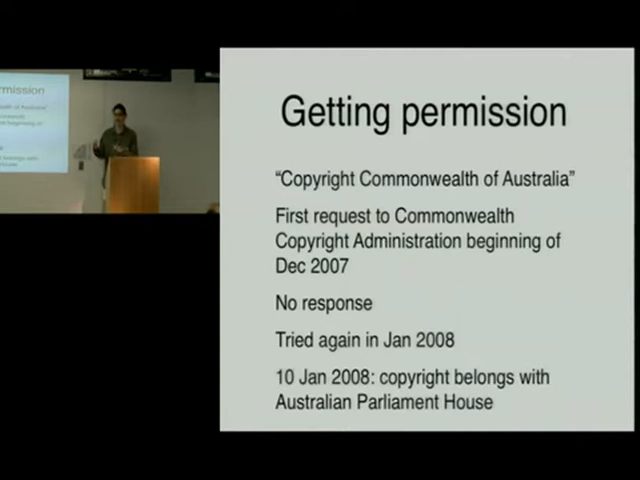 Getting permission
“Copyright Commonwealth of Australia”
First request to Commonwealth
Copyright Administration beginning of
Dec 2007
No response
Tried again in Jan 2008
10 Jan 2008: copyright belongs with
Australian Parliament House